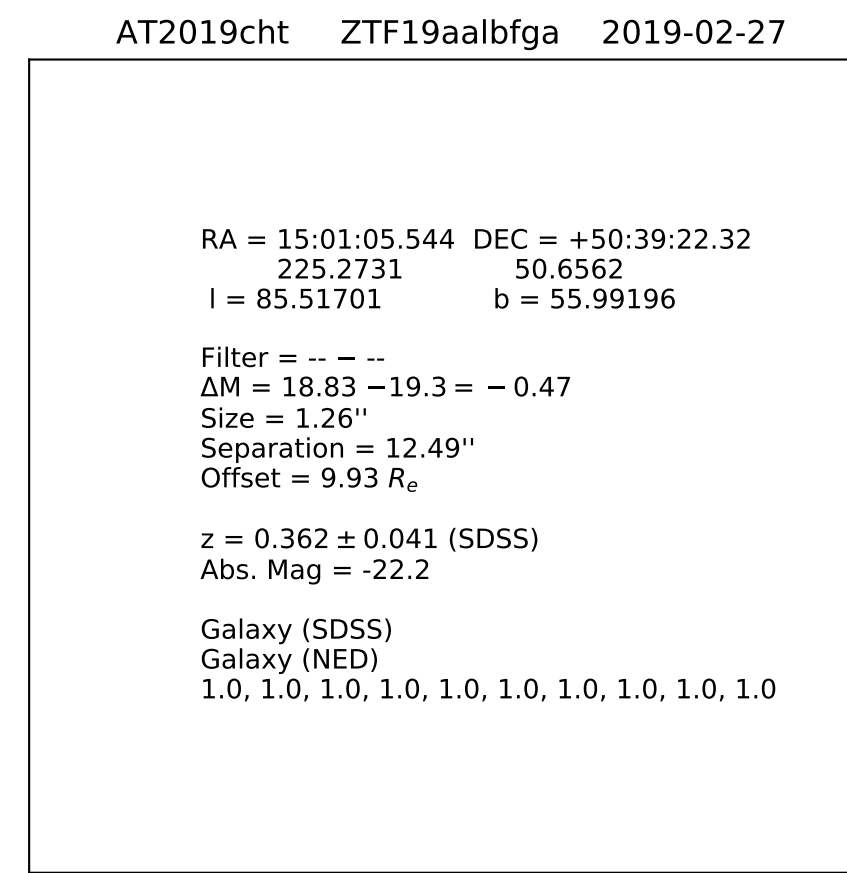 AT2019cht ZTF19aalbfga 2019-02-27
RA = 15:01:05.544 DEC = +50:39:22.32
225.2731 50.6562
l = 85.51701 b = 55.99196
Filter = -- − --
ΔM = 18.83 −19.3 = − 0.47
Size = 1.26''
Separation = 12.49''
Offset = 9.93 Re
z = 0.362 ± 0.041 (SDSS)
Abs. Mag = -22.2
Galaxy (SDSS)
Galaxy (NED)
1.0, 1.0, 1.0, 1.0, 1.0, 1.0, 1.0, 1.0, 1.0, 1.0